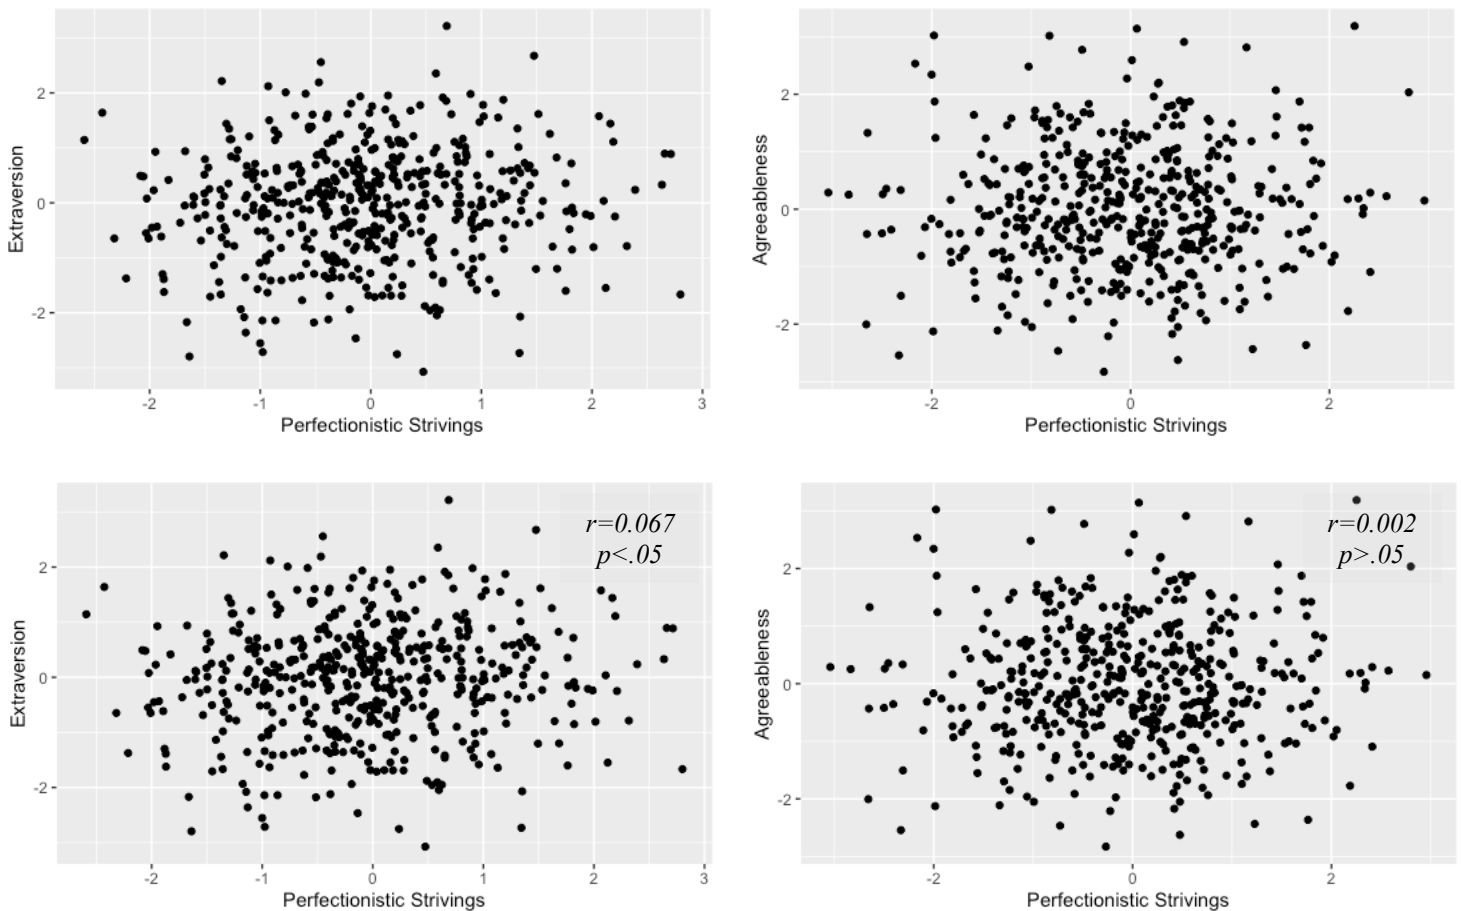 2
0
-2
Extraversion
-2
-1
0
1
2
3
Perfectionistic Strivings
2
0
-2
Agreeableness
-2
0
2
Perfectionistic Strivings
r=0.067
p<.05
2
0
-2
Extraversion
-2
-1
0
1
2
3
Perfectionistic Strivings
r=0.002
p>.05
2
0
-2
Agreeableness
-2
0
2
Perfectionistic Strivings